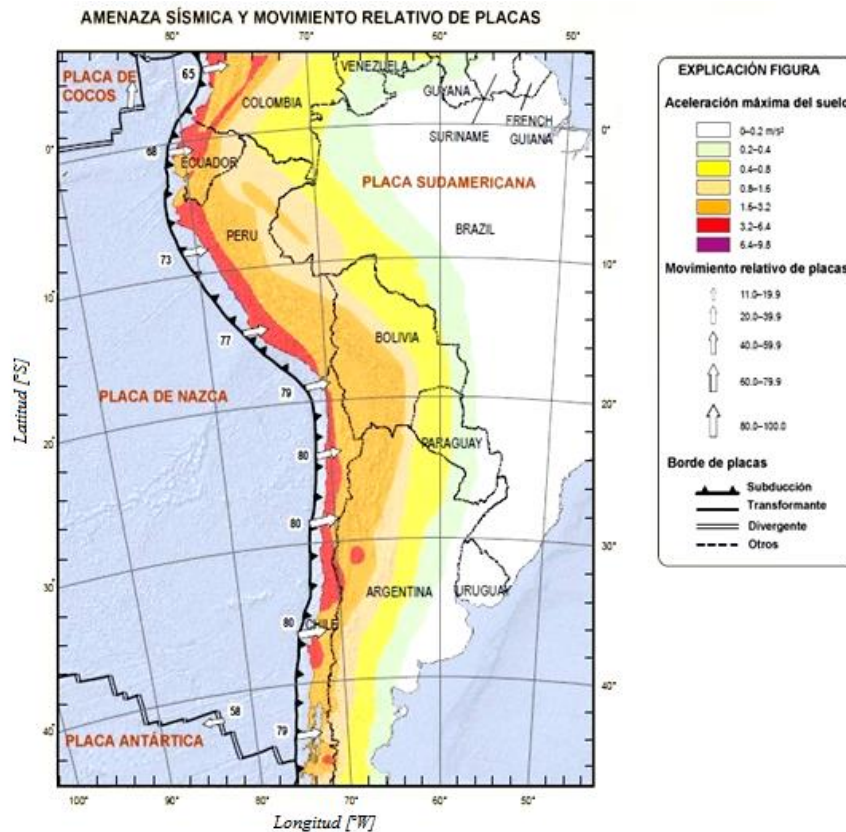 AMENAZA SÍSMICA Y MOVIMIENTO RELATIVO DE PLACAS
80° 70° 60° 50°
PLACA DE
COCOS
65
VENEZUELA
GUYANA
COLOMBIA
SURINAME
FRENCH
GUIANA
0°
0°
68
ECUADOR
PLACA SUDAMERICANA
BRAZIL
PERU
73
10°
10°
77
BOLIVIA
PLACA DE NAZCA
79
20°
20°
80
PARAGUAY
80
30°
30°
ARGENTINA
URUGUAY
80
CHILE
40°
40°
58
79
PLACA ANTÁRTICA
100° 90° 80° 70° 60° 50°
Latitud [°S]
Longitud [°W]
EXPLICACIÓN FIGURA
Aceleración máxima del suelo
0–0.2 m/s²
0.2–0.4
0.4–0.8
0.8–1.6
1.6–3.2
3.2–6.4
6.4–9.8
Movimiento relativo de placas
11.0–19.9
20.0–39.9
40.0–59.9
60.0–79.9
80.0–100.0
Borde de placas
Subducción
Transformante
Divergente
Otros